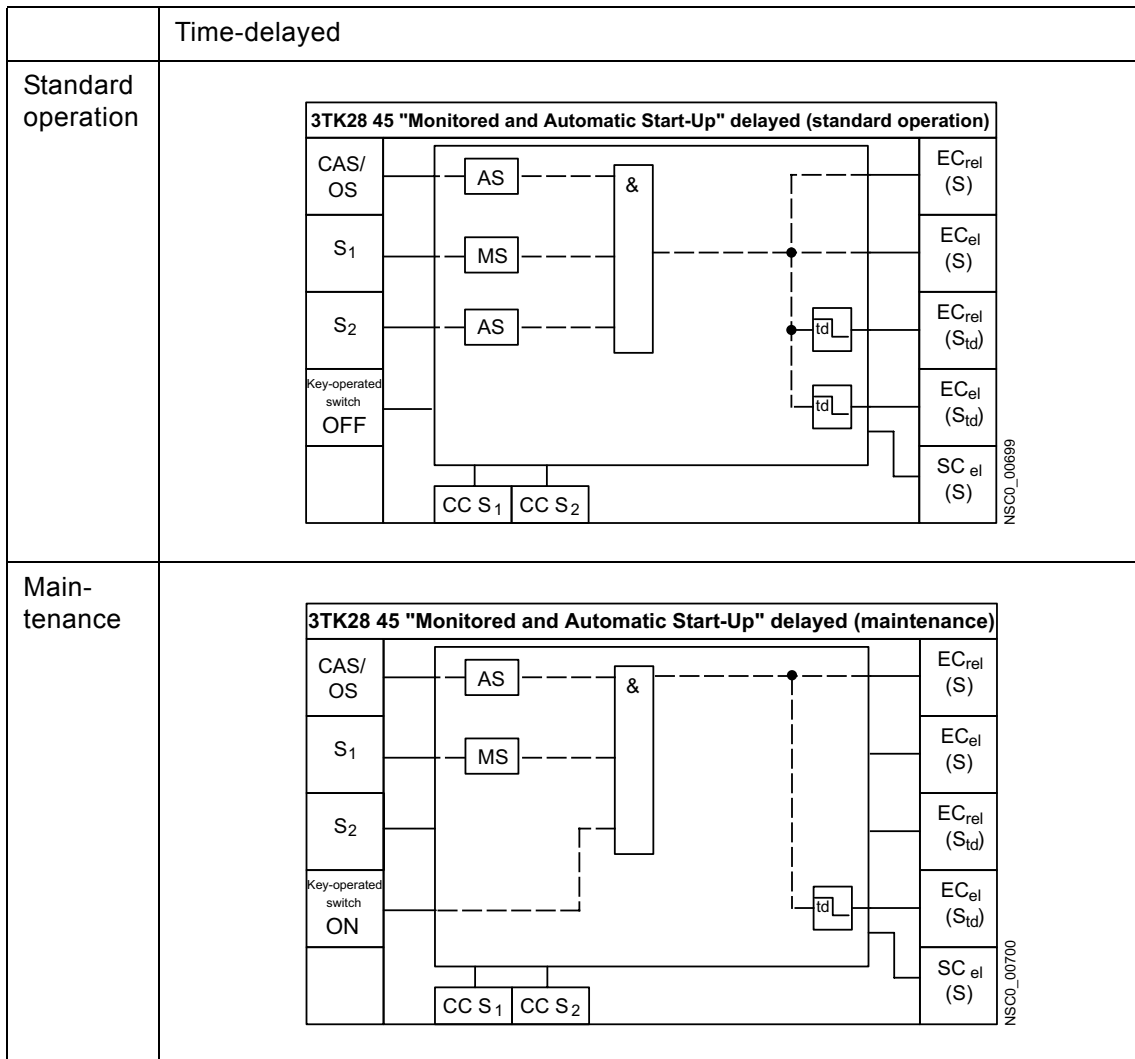 Time-delayed
Standard
operation
3TK28 45 "Monitored and Automatic Start-Up" delayed (standard operation)
CAS/
OS
AS
&
ECrel
(S)
S1
MS
ECel
(S)
S2
AS
td
ECrel
(Std)
Key-operated
switch
OFF
td
ECel
(Std)
SC el
(S)
CC S1
CC S2
NSC0_00699
Main-
tenance
3TK28 45 "Monitored and Automatic Start-Up" delayed (maintenance)
CAS/
OS
AS
&
ECrel
(S)
S1
MS
ECel
(S)
S2
ECrel
(Std)
Key-operated
switch
ON
td
ECel
(Std)
SC el
(S)
CC S1
CC S2
NSC0_00700